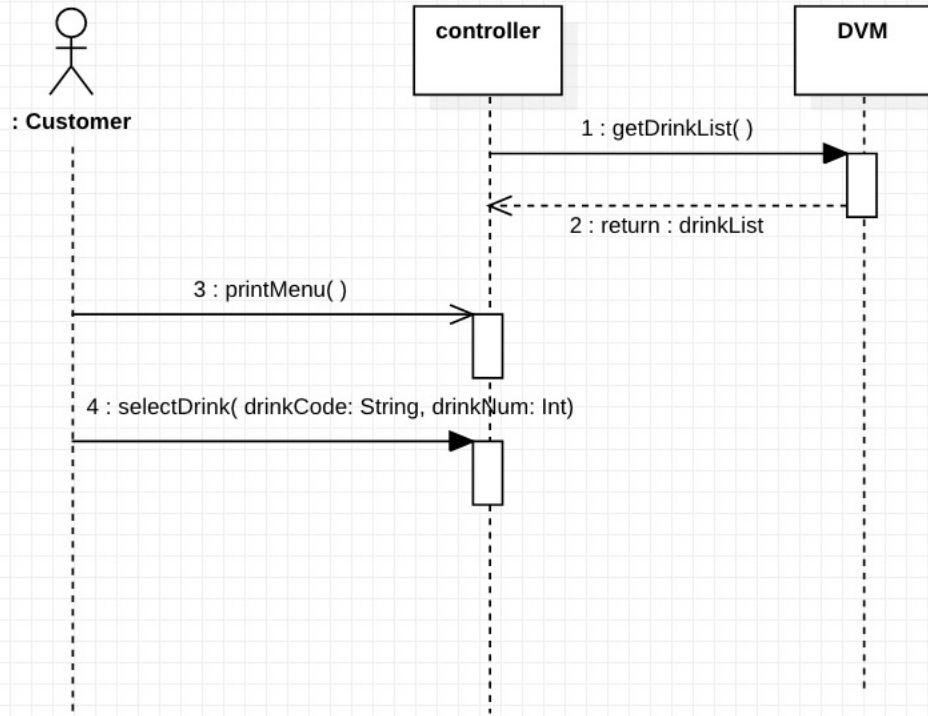 controller
DVM
: Customer
1 : getDrinkList( )
2 : return : drinkList
3 : printMenu( )
4 : selectDrink( drinkCode: String, drinkNum: Int)